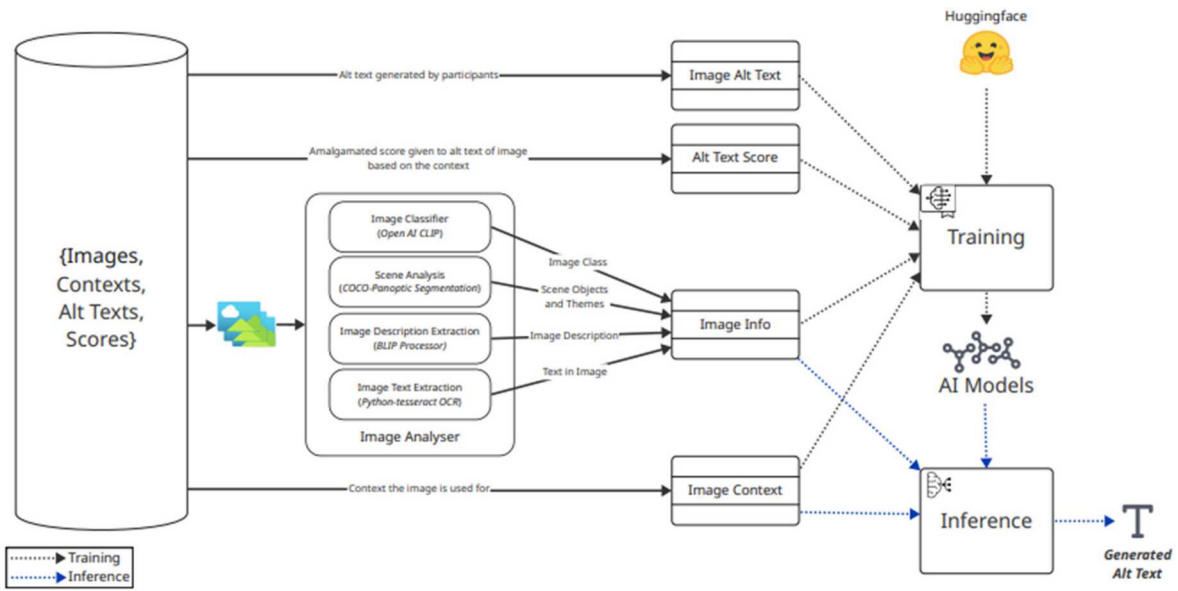 Huggingface
Alt text generated by participants
Image Alt Text
Amalgamated score given to alt text of image
based on the context
Alt Text Score
{Images,
Contexts,
Alt Texts,
Scores}
Image Classifier
(Open AI CLIP)
Scene Analysis
(COCO-Panoptic Segmentation)
Image Description Extraction
(BLIP Processor)
Image Text Extraction
(Python-tesseract OCR)
Image Analyser
Image Class
Scene Objects
and Themes
Image Description
Text in Image
Image Info
Training
AI Models
Context the image is used for
Image Context
Inference
T
Generated
Alt Text
Training
Inference